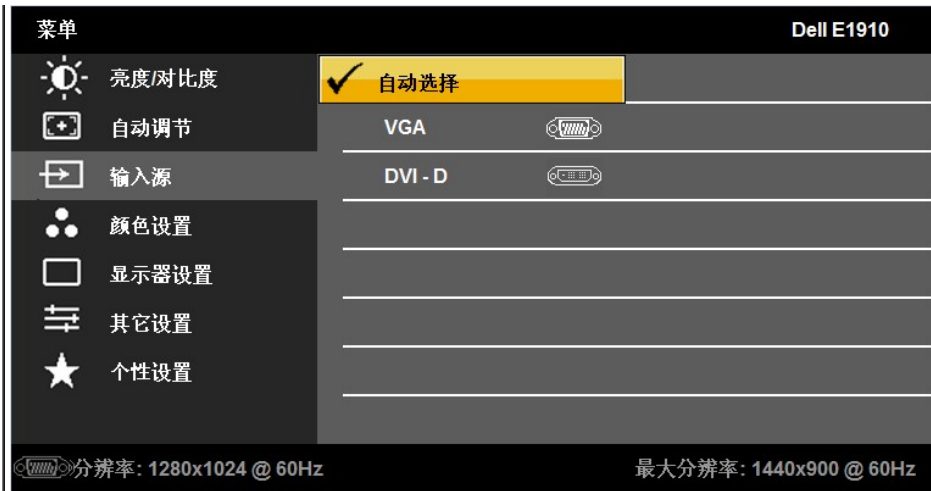 菜单
Dell E1910
亮度/对比度
自动调节
输入源
颜色设置
显示器设置
其它设置
个性设置
自动选择
VGA
DVI - D
分辨率: 1280x1024 @ 60Hz
最大分辨率: 1440x900 @ 60Hz